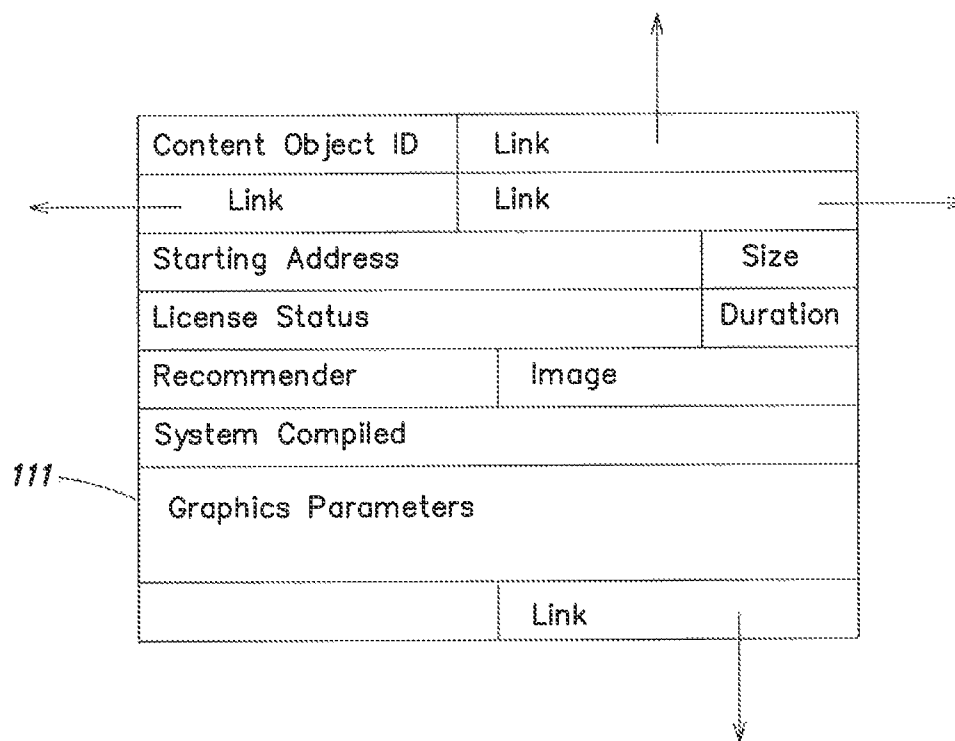 Content Object ID Link
Link Link
Starting Address Size
License Status Duration
Recommender Image
System Compiled
111
Graphics Parameters
Link